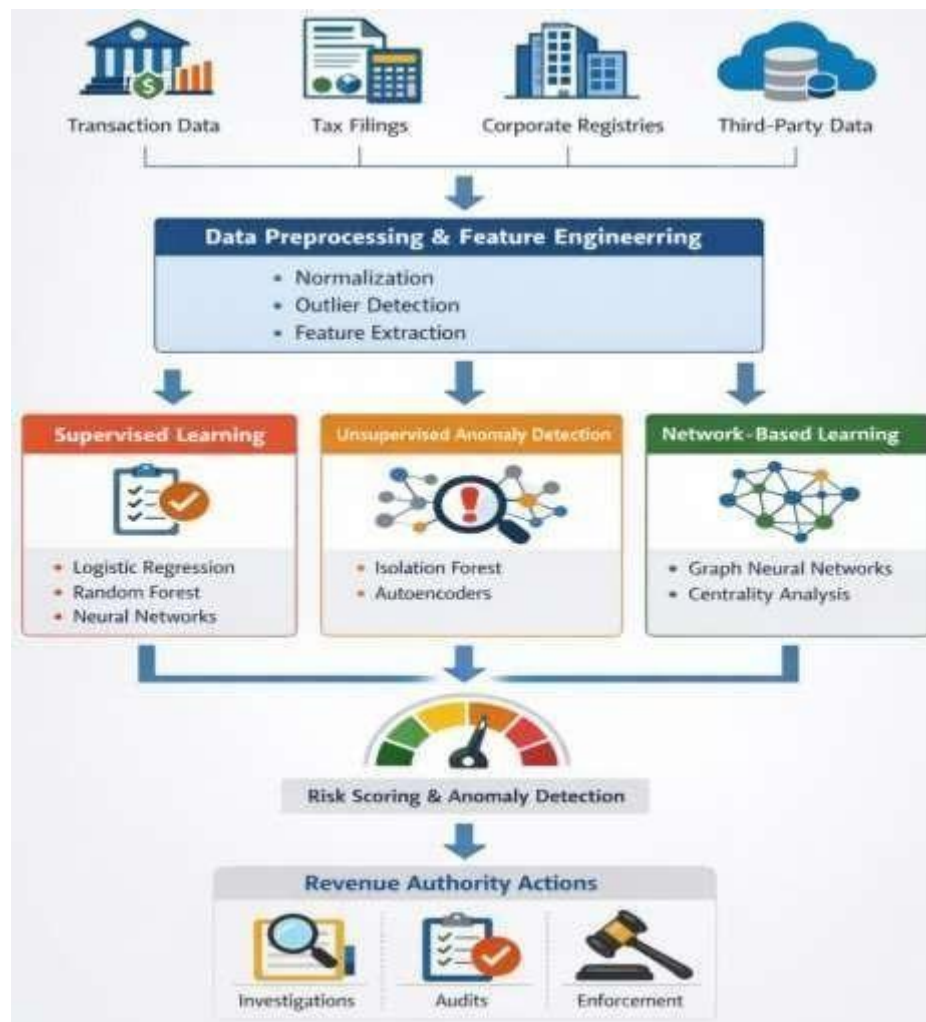 Transaction Data
Tax Filings
Corporate Registries
Third-Party Data
Data Preprocessing & Feature Engineerring
• Normalization
• Outlier Detection
• Feature Extraction
Supervised Learning
• Logistic Regression
• Random Forest
• Neural Networks
Unsupervised Anomaly Detection
• Isolation Forest
• Autoencoders
Network-Based Learning
• Graph Neural Networks
• Centrality Analysis
Risk Scoring & Anomaly Detection
Revenue Authority Actions
Investigations
Audits
Enforcement